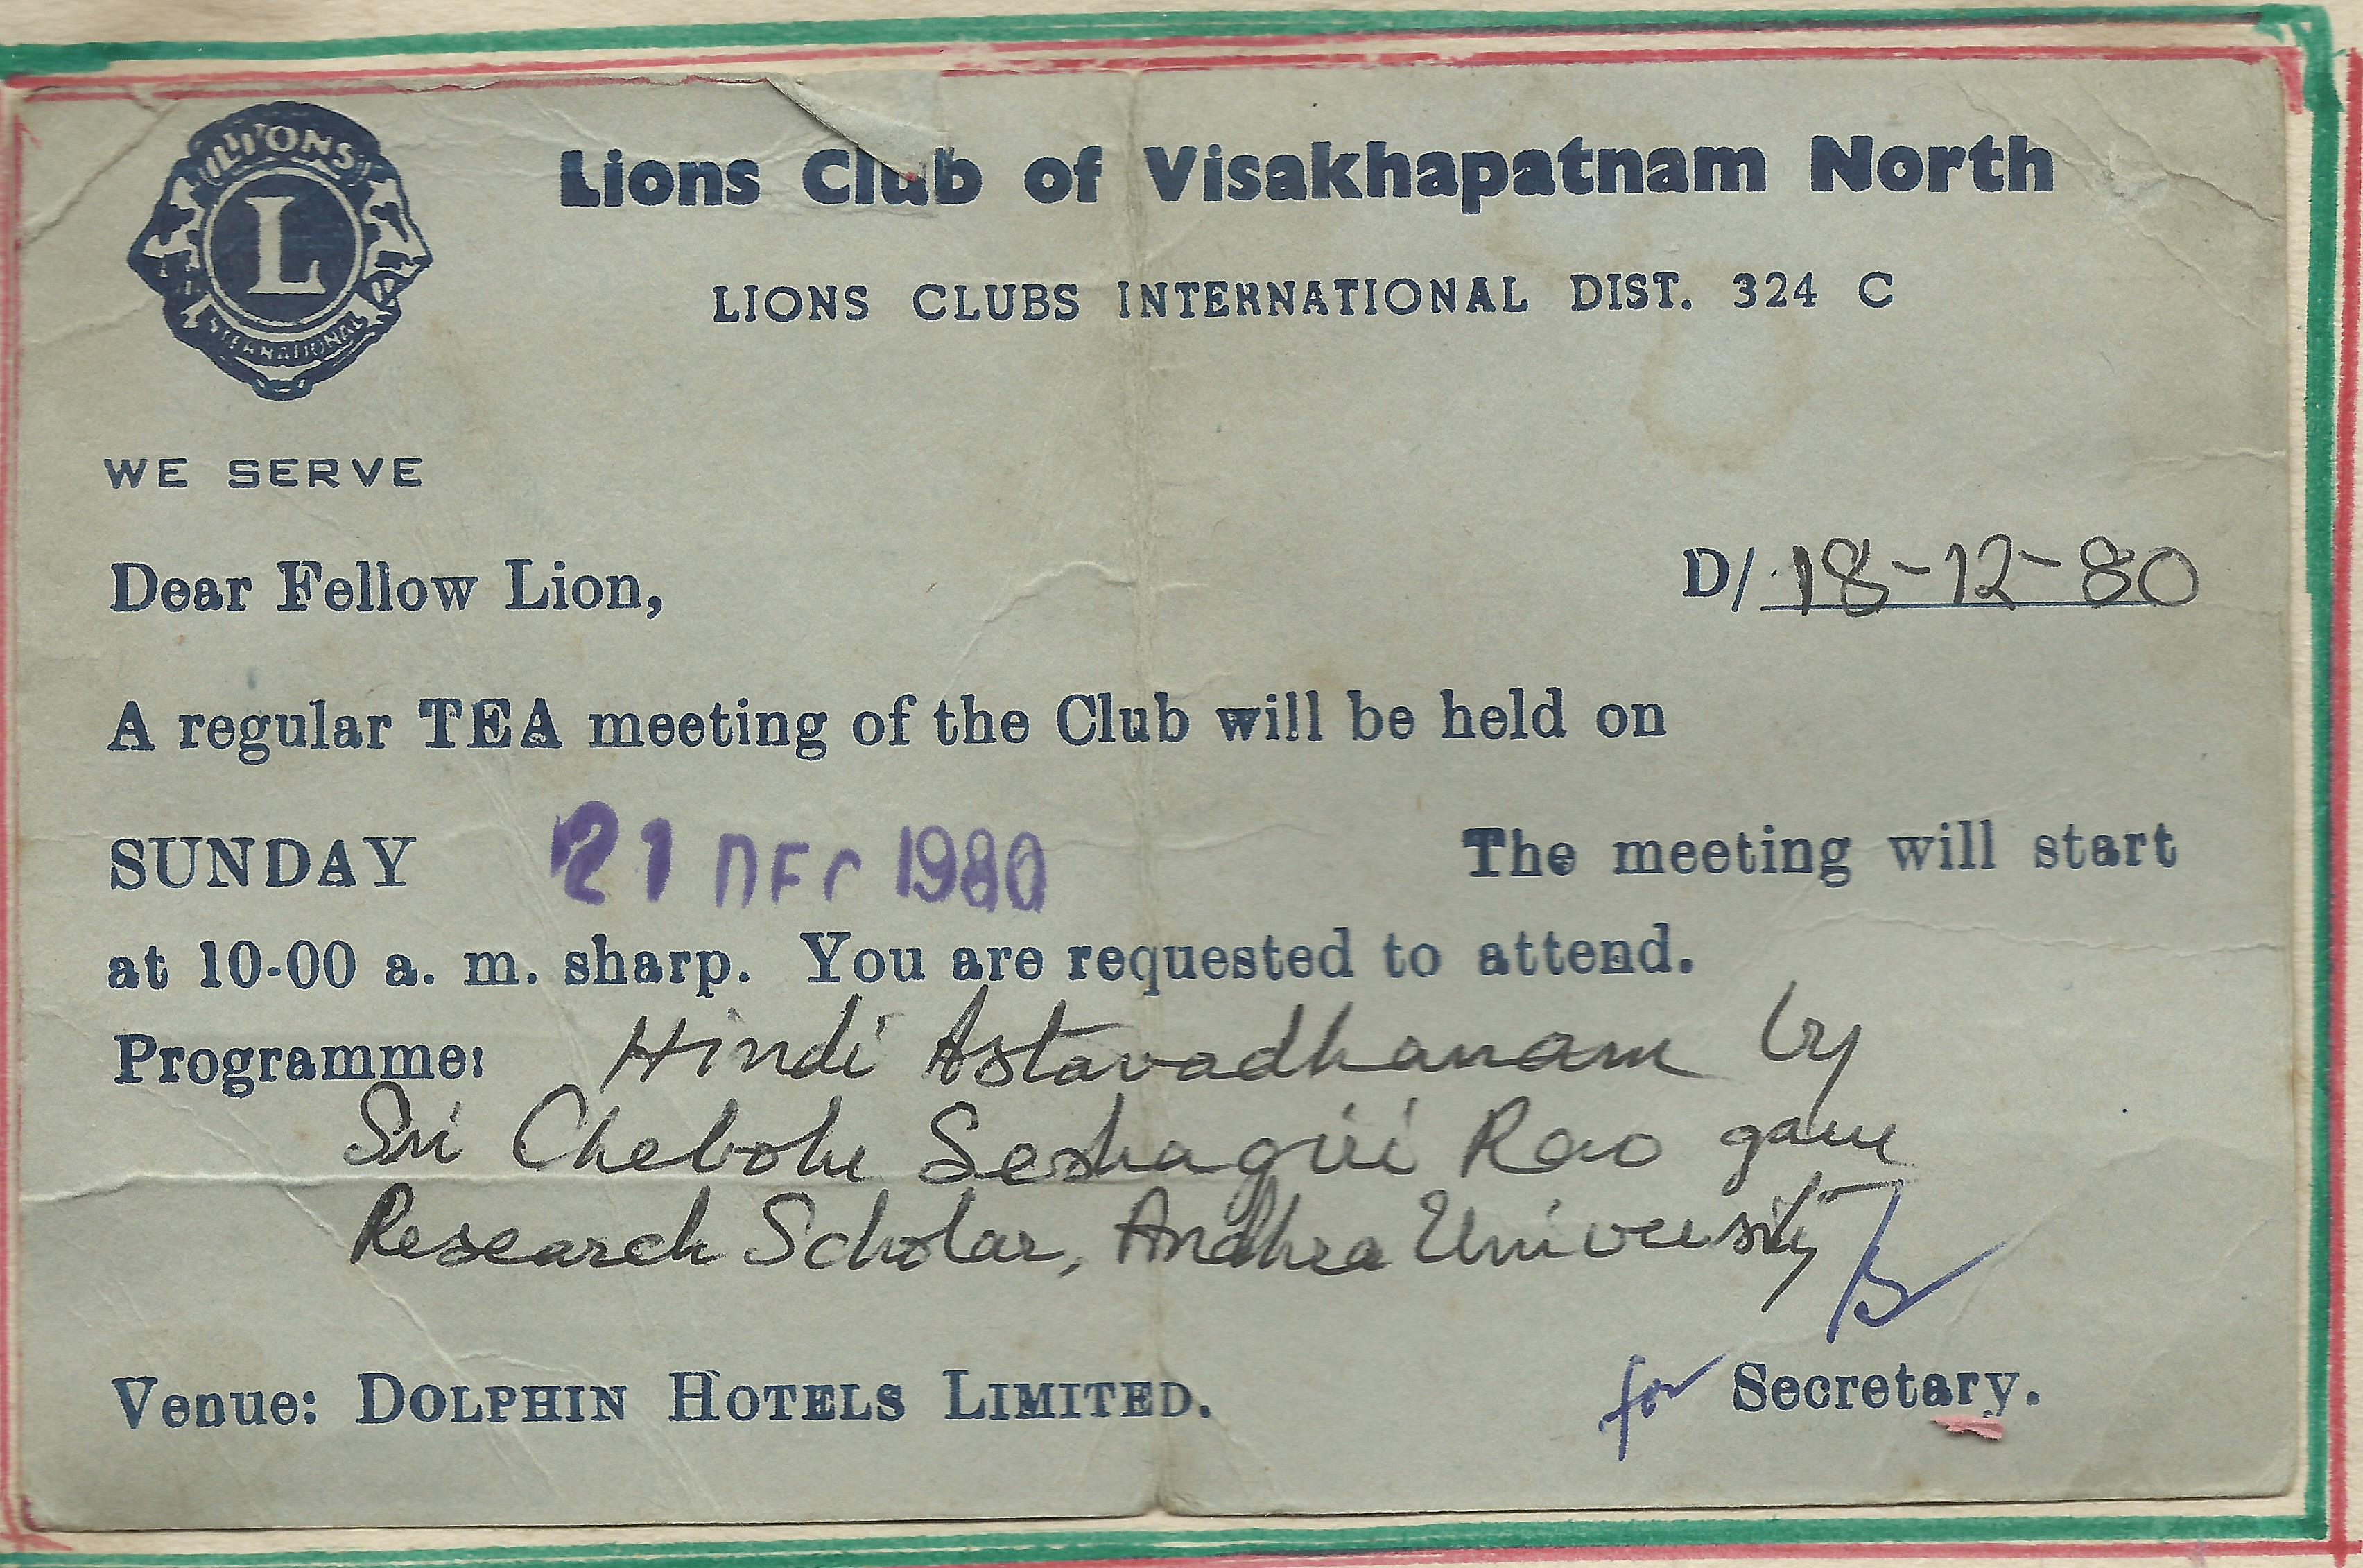 LIONS
L
INTERNATIONAL
Lions Club of Visakhapatnam North
LIONS CLUBS INTERNATIONAL DIST. 324 C
WE SERVE
Dear Fellow Lion,
D/ 18-12-80
A regular TEA meeting of the Club will be held on
SUNDAY 21 DEC 1980 The meeting will start
at 10-00 a. m. sharp. You are requested to attend.
Programme: Hindi Astavadhanam by
Sri Chebolu Seshagiri Rao garu
Research Scholar, Andhra University
Venue: DOLPHIN HOTELS LIMITED.
for Secretary.